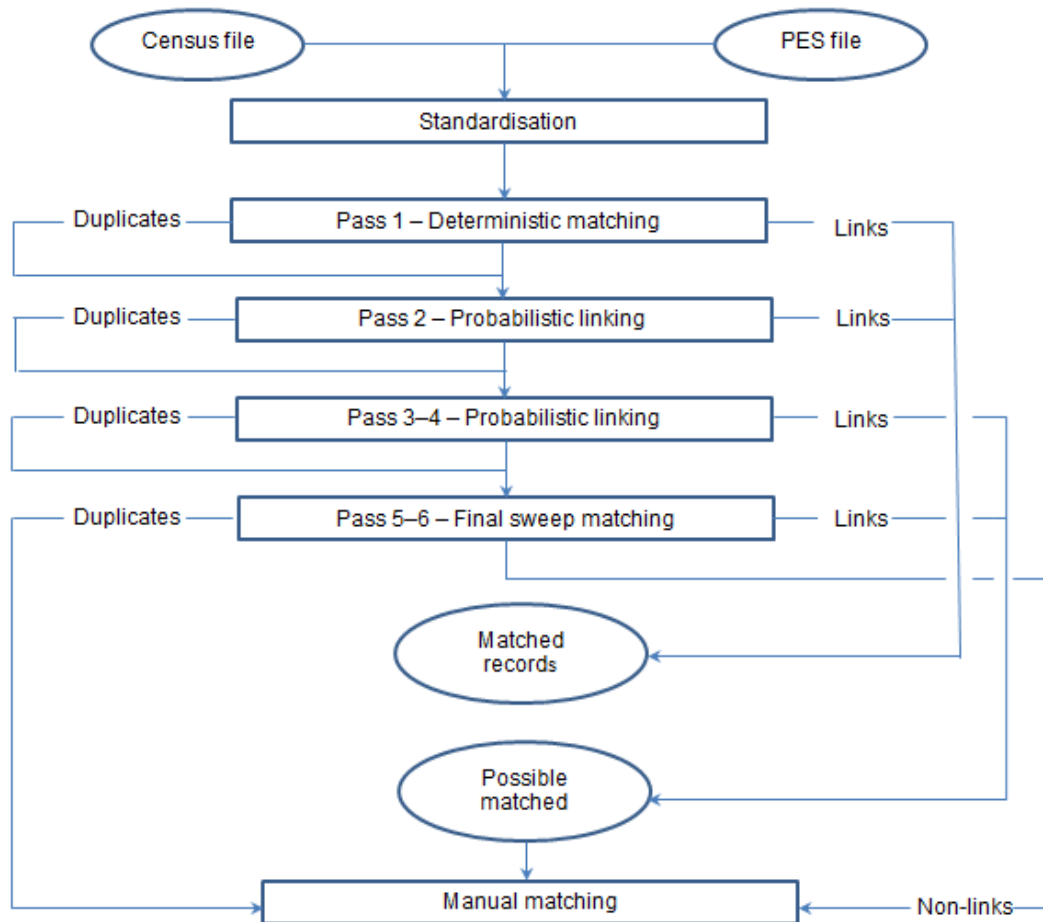 Census file
PES file
Standardisation
Duplicates
Pass 1 – Deterministic matching
Links
Duplicates
Pass 2 – Probabilistic linking
Links
Duplicates
Pass 3–4 – Probabilistic linking
Links
Duplicates
Pass 5–6 – Final sweep matching
Links
Matched
records
Possible
matched
Manual matching
Non-links